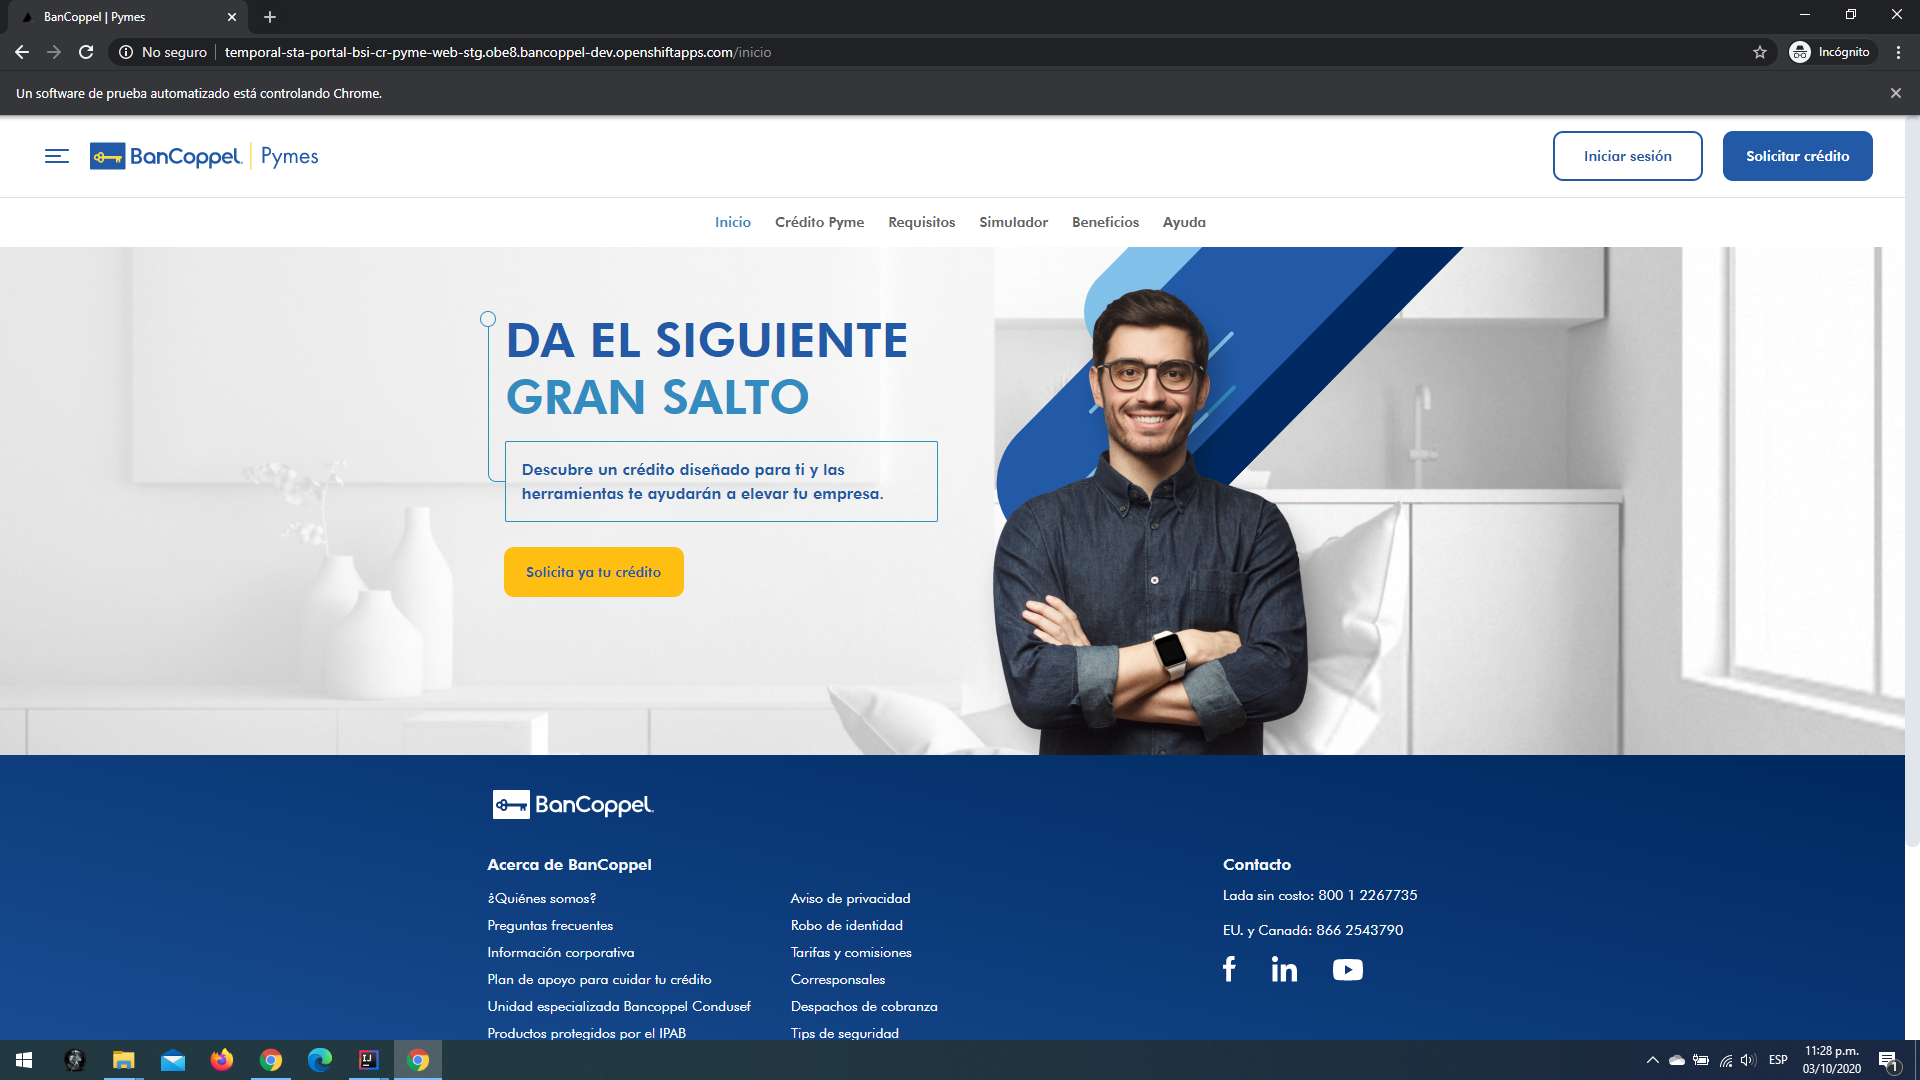 BanCoppel | Pymes
No seguro
temporal-sta-portal-bsi-cr-pyme-web-stg.obe8.bancoppel-dev.openshiftapps.com/inicio
Incógnito
Un software de prueba automatizado está controlando Chrome.
BanCoppel. Pymes
Iniciar sesión
Solicitar crédito
Inicio
Crédito Pyme
Requisitos
Simulador
Beneficios
Ayuda
DA EL SIGUIENTE
GRAN SALTO
Descubre un crédito diseñado para ti y las
herramientas te ayudarán a elevar tu empresa.
Solicita ya tu crédito
BanCoppel.
Acerca de BanCoppel
¿Quiénes somos?
Preguntas frecuentes
Información corporativa
Plan de apoyo para cuidar tu crédito
Unidad especializada Bancoppel Condusef
Productos protegidos por el IPAB
Aviso de privacidad
Robo de identidad
Tarifas y comisiones
Corresponsales
Despachos de cobranza
Tips de seguridad
Contacto
Lada sin costo: 800 1 2267735
EU. y Canadá: 866 2543790
IJ
ESP
11:28 p.m.
03/10/2020
1